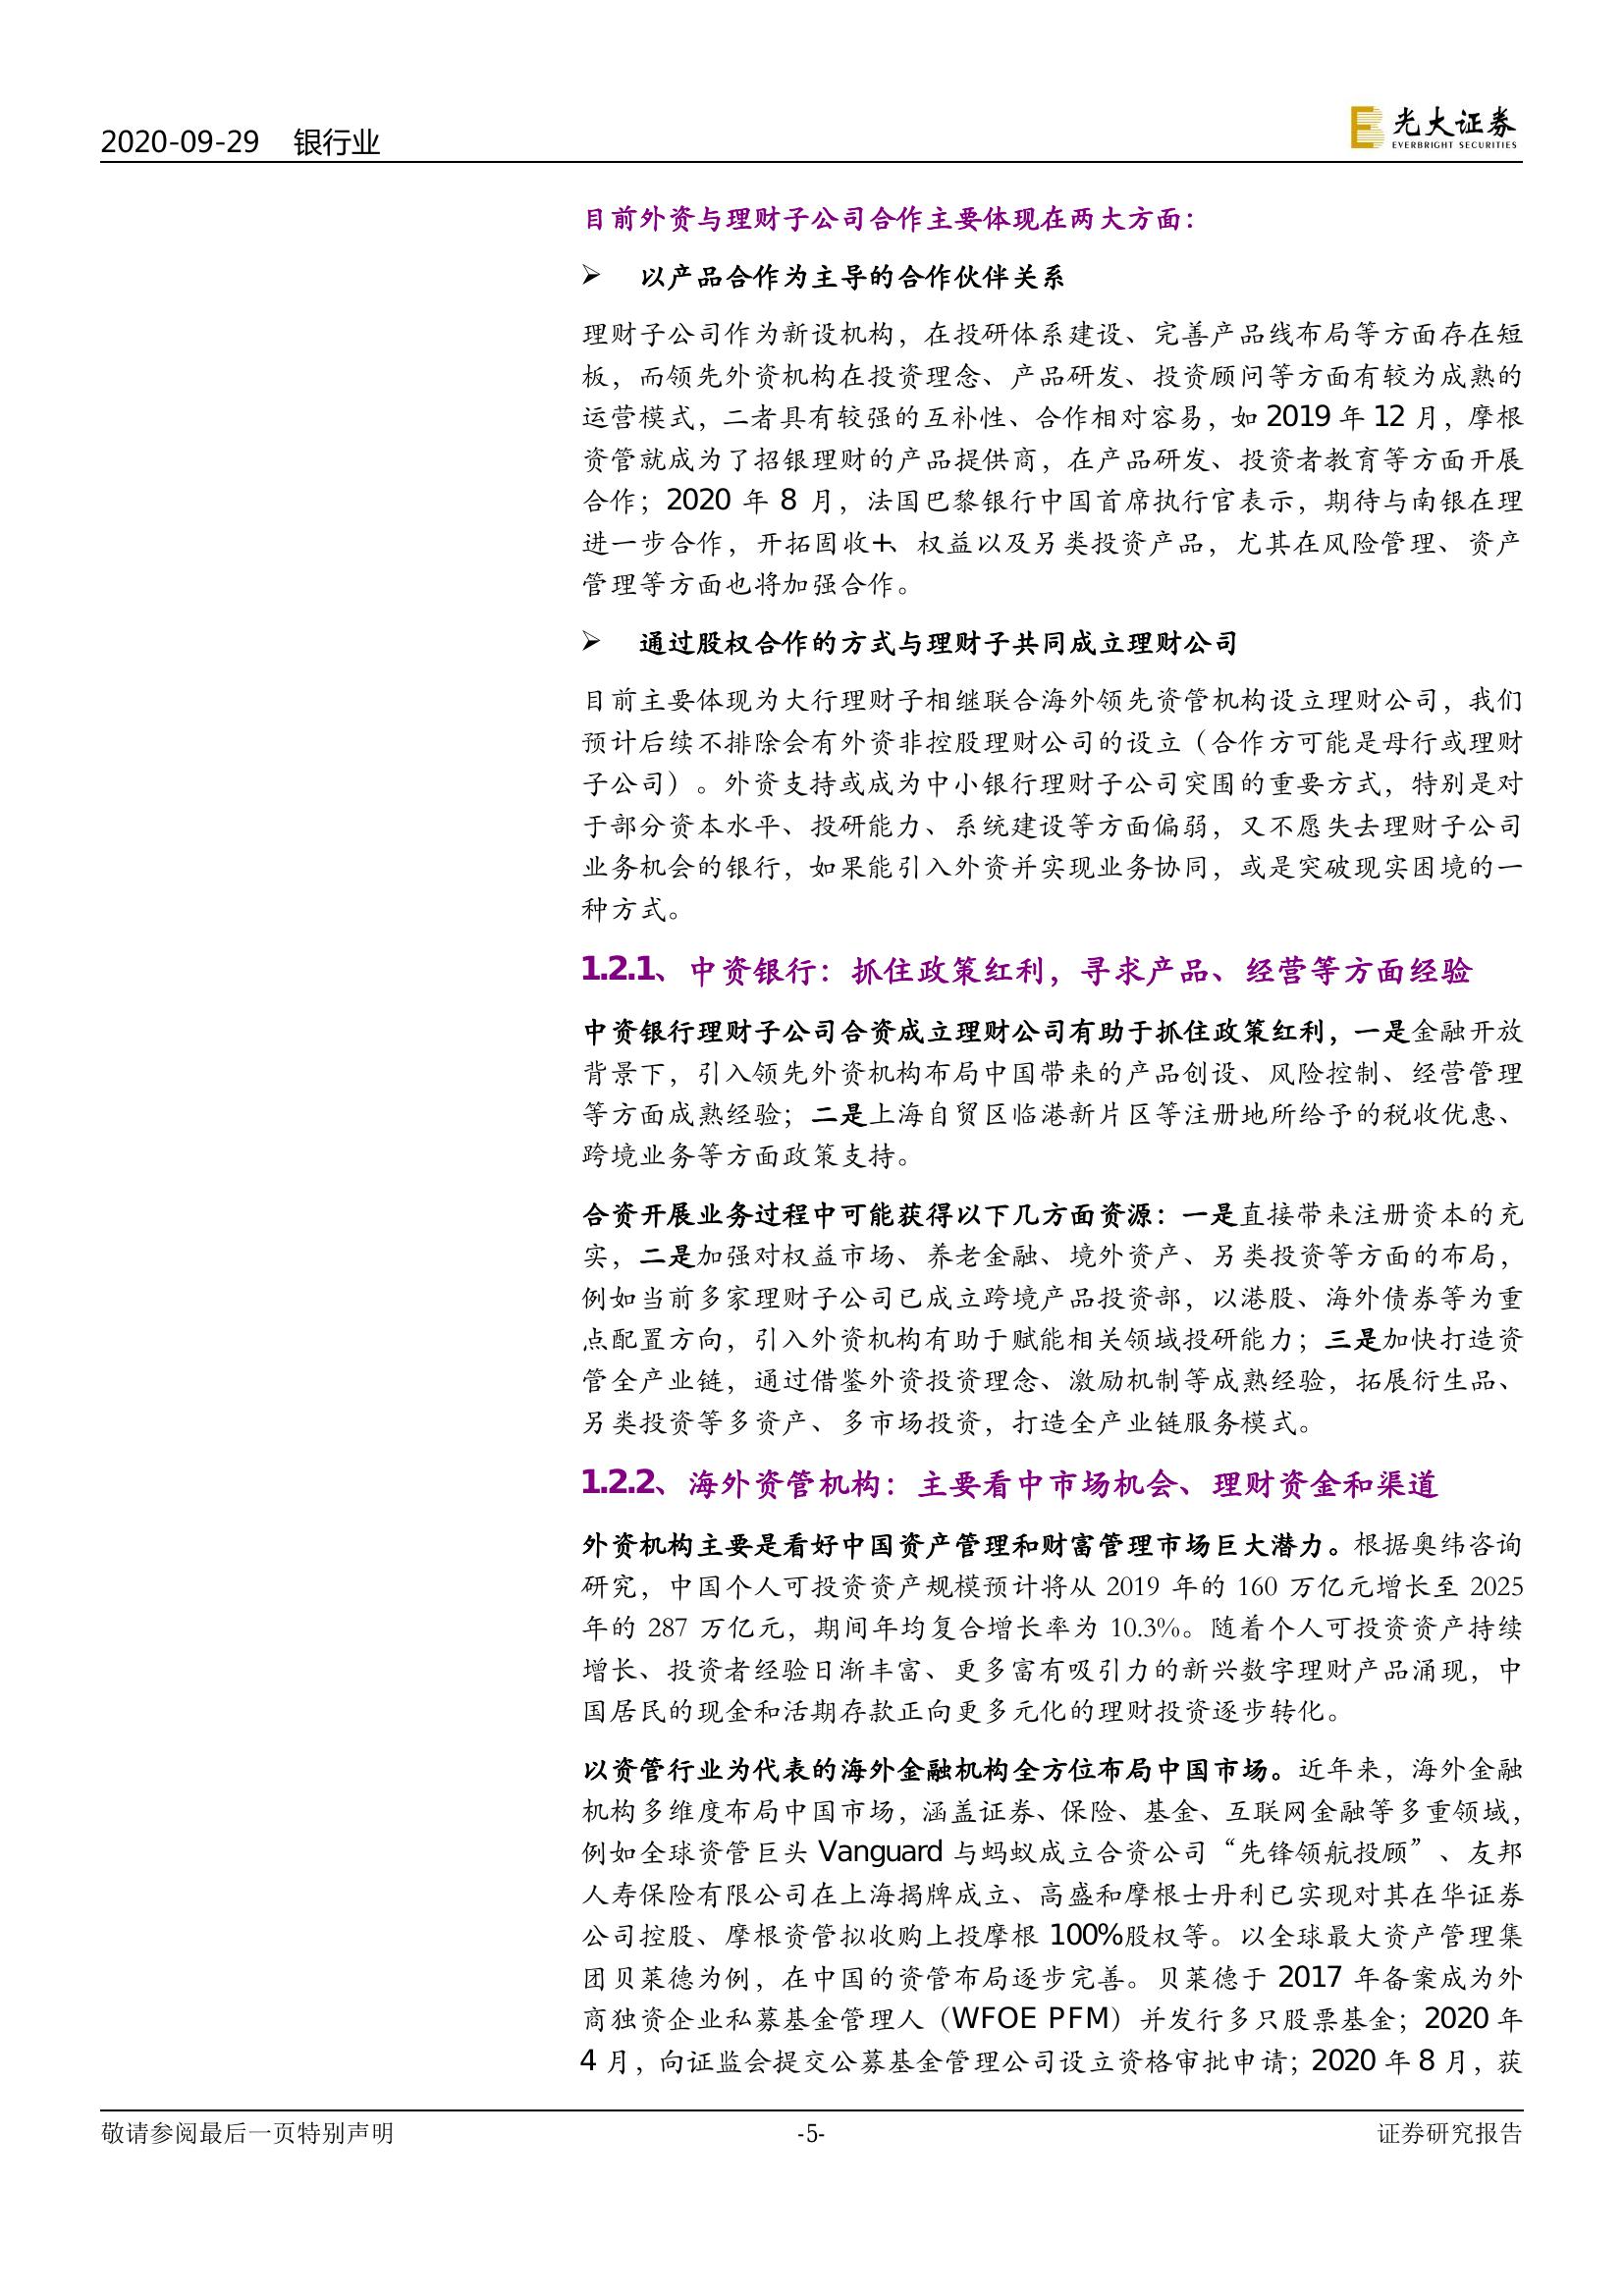 2020-09-29 银行业
光大证券
EVERBRIGHT SECURITIES
目前外资与理财子公司合作主要体现在两大方面：
➢ 以产品合作为主导的合作伙伴关系
理财子公司作为新设机构，在投研体系建设、完善产品线布局等方面存在短
板，而领先外资机构在投资理念、产品研发、投资顾问等方面有较为成熟的
运营模式，二者具有较强的互补性、合作相对容易，如 2019 年 12 月，摩根
资管就成为了招银理财的产品提供商，在产品研发、投资者教育等方面开展
合作；2020 年 8 月，法国巴黎银行中国首席执行官表示，期待与南银在理
进一步合作，开拓固收+、权益以及另类投资产品，尤其在风险管理、资产
管理等方面也将加强合作。
➢ 通过股权合作的方式与理财子共同成立理财公司
目前主要体现为大行理财子相继联合海外领先资管机构设立理财公司，我们
预计后续不排除会有外资非控股理财公司的设立（合作方可能是母行或理财
子公司）。外资支持或成为中小银行理财子公司突围的重要方式，特别是对
于部分资本水平、投研能力、系统建设等方面偏弱，又不愿失去理财子公司
业务机会的银行，如果能引入外资并实现业务协同，或是突破现实困境的一
种方式。
1.2.1、中资银行：抓住政策红利，寻求产品、经营等方面经验
中资银行理财子公司合资成立理财公司有助于抓住政策红利，一是金融开放
背景下，引入领先外资机构布局中国带来的产品创设、风险控制、经营管理
等方面成熟经验；二是上海自贸区临港新片区等注册地所给予的税收优惠、
跨境业务等方面政策支持。
合资开展业务过程中可能获得以下几方面资源：一是直接带来注册资本的充
实，二是加强对权益市场、养老金融、境外资产、另类投资等方面的布局，
例如当前多家理财子公司已成立跨境产品投资部，以港股、海外债券等为重
点配置方向，引入外资机构有助于赋能相关领域投研能力；三是加快打造资
管全产业链，通过借鉴外资投资理念、激励机制等成熟经验，拓展衍生品、
另类投资等多资产、多市场投资，打造全产业链服务模式。
1.2.2、海外资管机构：主要看中市场机会、理财资金和渠道
外资机构主要是看好中国资产管理和财富管理市场巨大潜力。根据奥纬咨询
研究，中国个人可投资资产规模预计将从 2019 年的 160 万亿元增长至 2025
年的 287 万亿元，期间年均复合增长率为 10.3%。随着个人可投资资产持续
增长、投资者经验日渐丰富、更多富有吸引力的新兴数字理财产品涌现，中
国居民的现金和活期存款正向更多元化的理财投资逐步转化。
以资管行业为代表的海外金融机构全方位布局中国市场。近年来，海外金融
机构多维度布局中国市场，涵盖证券、保险、基金、互联网金融等多重领域，
例如全球资管巨头 Vanguard 与蚂蚁成立合资公司“先锋领航投顾”、友邦
人寿保险有限公司在上海揭牌成立、高盛和摩根士丹利已实现对其在华证券
公司控股、摩根资管拟收购上投摩根 100%股权等。以全球最大资产管理集
团贝莱德为例，在中国的资管布局逐步完善。贝莱德于 2017 年备案成为外
商独资企业私募基金管理人（WFOE PFM）并发行多只股票基金；2020 年
4 月，向证监会提交公募基金管理公司设立资格审批申请；2020 年 8 月，获
敬请参阅最后一页特别声明
-5-
证券研究报告